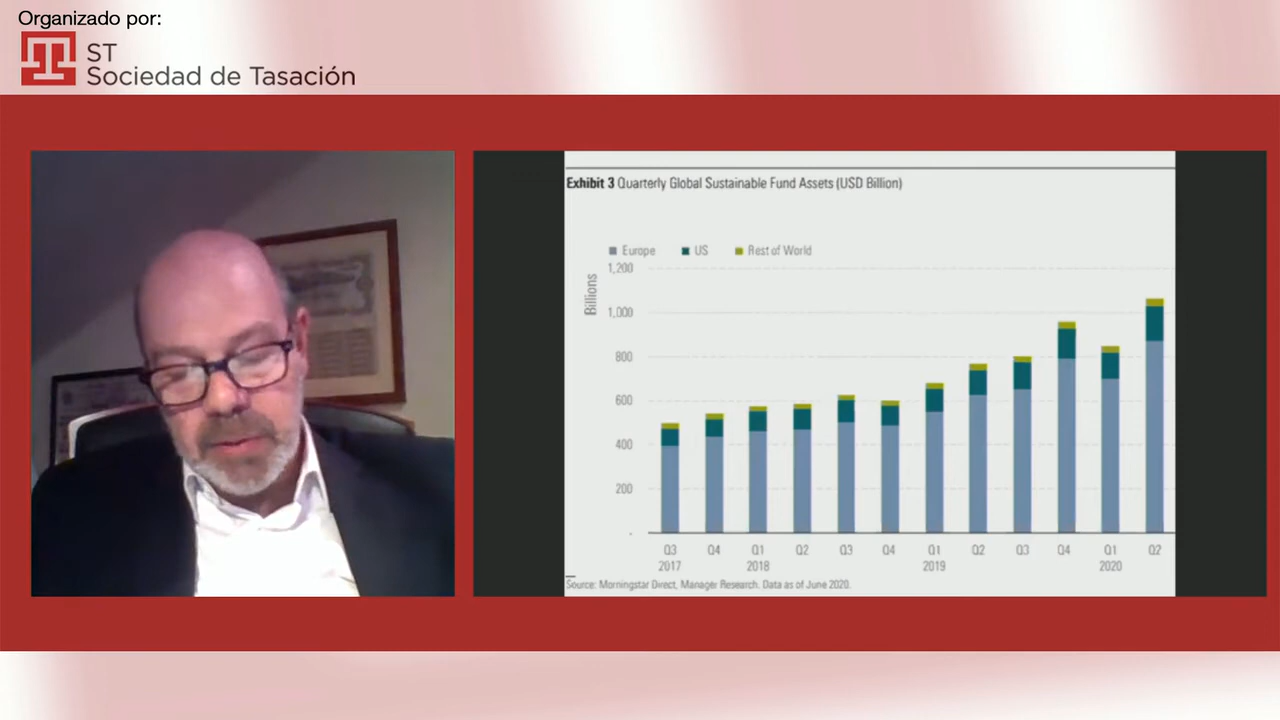 Organizado por:
ST
Sociedad de Tasación
Exhibit 3 Quarterly Global Sustainable Fund Assets (USD Billion)
Europe US Rest of World
Billions
1,200
1,000
800
600
400
200
-
Q3 Q4 Q1 Q2 Q3 Q4 Q1 Q2 Q3 Q4 Q1 Q2
2017 2018 2019 2020
Source: Morningstar Direct, Manager Research. Data as of June 2020.